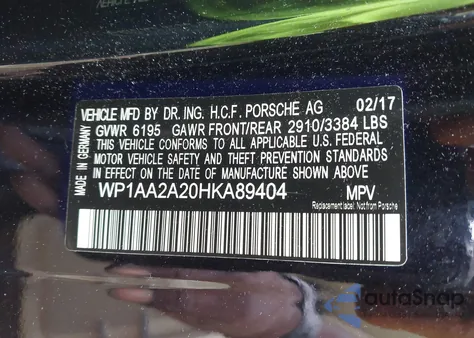 VEHICLE MFD BY DR. ING. H.C.F. PORSCHE AG 02/17
GVWR 6195 GAWR FRONT/REAR 2910/3384 LBS
THIS VEHICLE CONFORMS TO ALL APPLICABLE U.S. FEDERAL
MOTOR VEHICLE SAFETY AND THEFT PREVENTION STANDARDS
IN EFFECT ON THE DATE OF MANUFACTURE SHOWN ABOVE
WP1AA2A20HKA89404 MPV
Replacement label: Not from Porsche
MADE IN GERMANY
autoSnap